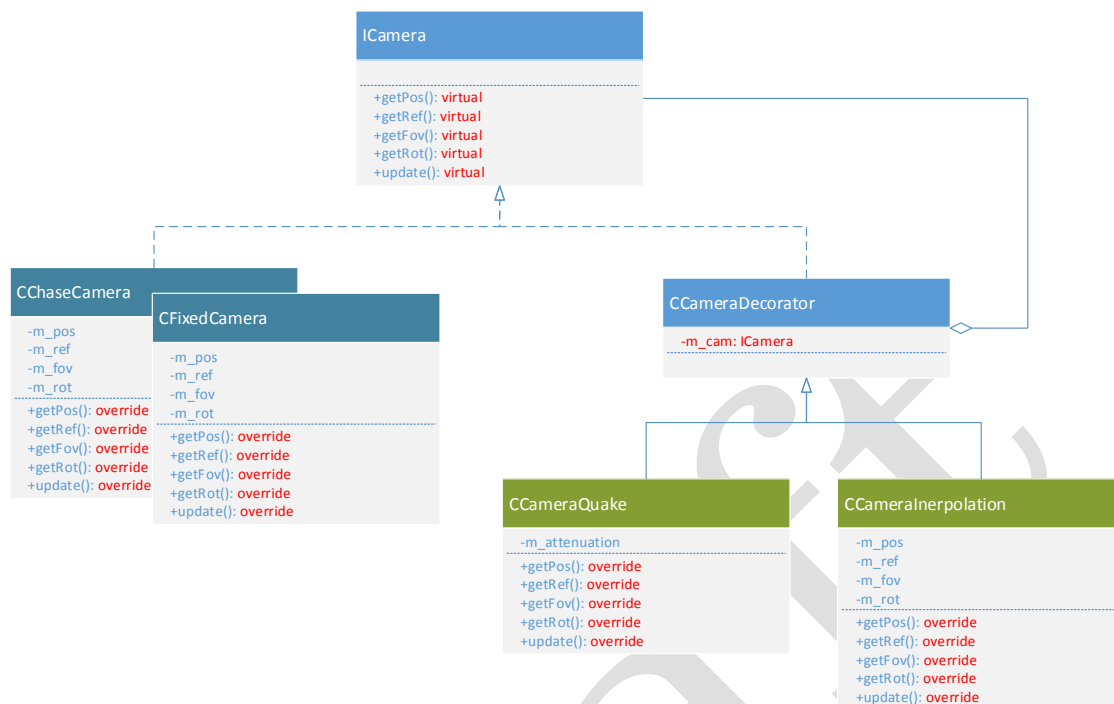 ICamera
+getPos(): virtual
+getRef(): virtual
+getFov(): virtual
+getRot(): virtual
+update(): virtual
CChaseCamera
-m_pos
-m_ref
-m_fov
-m_rot
+getPos(): override
+getRef(): override
+getFov(): override
+getRot(): override
+update(): override
CFixedCamera
-m_pos
-m_ref
-m_fov
-m_rot
+getPos(): override
+getRef(): override
+getFov(): override
+getRot(): override
+update(): override
CCameraDecorator
-m_cam: ICamera
CCameraQuake
-m_attenuation
+getPos(): override
+getRef(): override
+getFov(): override
+getRot(): override
+update(): override
CCameraInerpolation
-m_pos
-m_ref
-m_fov
-m_rot
+getPos(): override
+getRef(): override
+getFov(): override
+getRot(): override
+update(): override